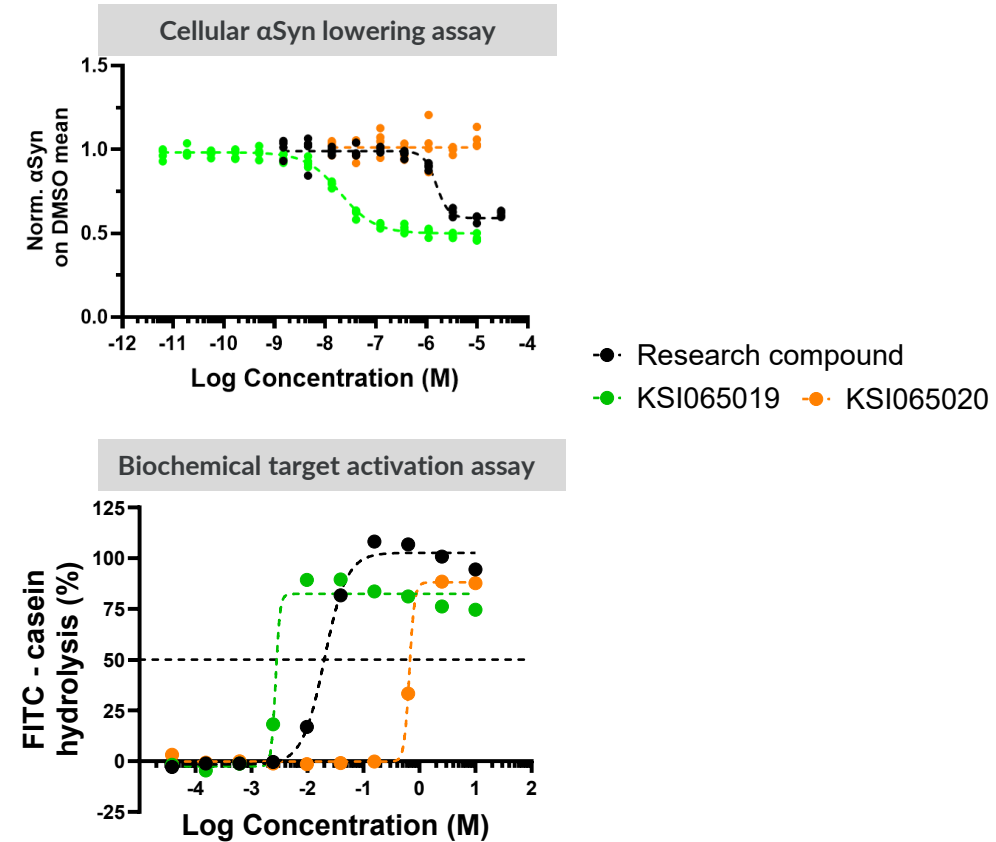 Cellular αSyn lowering assay
1.5
1.0
0.5
0.0
Norm. αSyn
on DMSO mean
-12 -11 -10 -9 -8 -7 -6 -5 -4
Log Concentration (M)
Research compound
KSI065019 KSI065020
Biochemical target activation assay
125
100
75
50
25
0
-25
FITC - casein
hydrolysis (%)
-4 -3 -2 -1 0 1 2
Log Concentration (M)